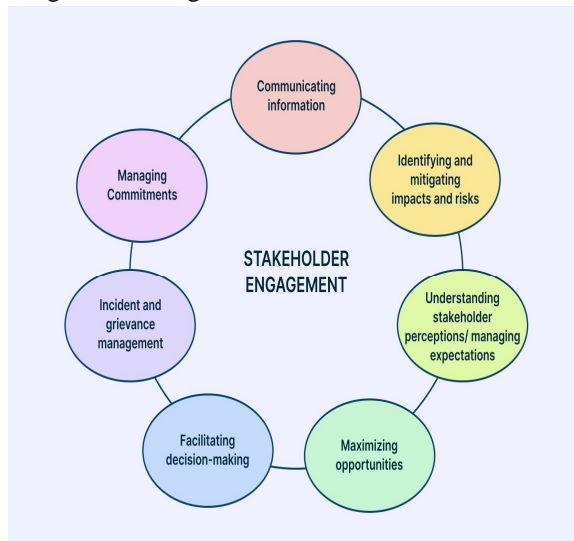 Communicating
information
Identifying and
mitigating
impacts and risks
Understanding
stakeholder
perceptions/ managing
expectations
Maximizing
opportunities
Facilitating
decision-making
Incident and
grievance
management
Managing
Commitments
STAKEHOLDER
ENGAGEMENT